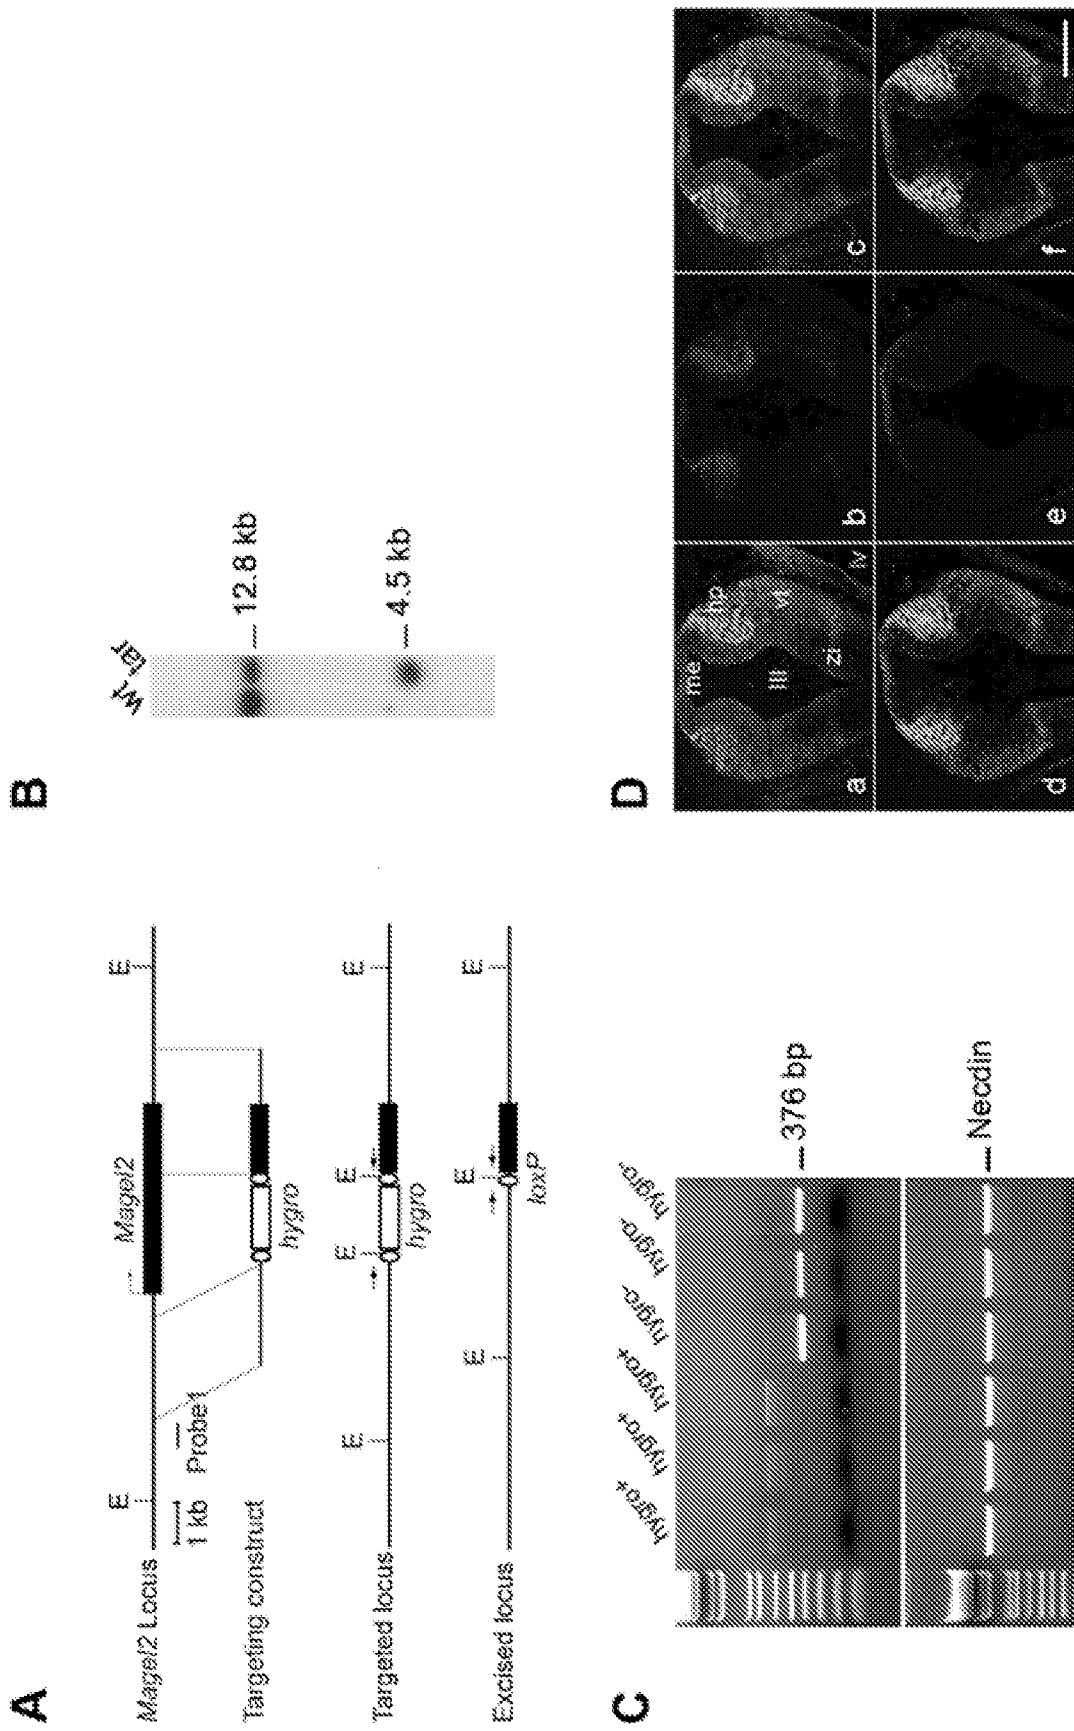 A
Magel2
E
E
Magel2 Locus
1 kb
Probe1
Targeting construct
hygro
E
E
E
E
Targeted locus
hygro
E
E
E
Excised locus
loxP
B
wt
tar
12.8 kb
4.5 kb
C
hygro+
hygro+
hygro+
hygro-
hygro-
hygro-
376 bp
Necdin
D
me
hp
III
vt
zi
lv
a
b
c
d
e
f